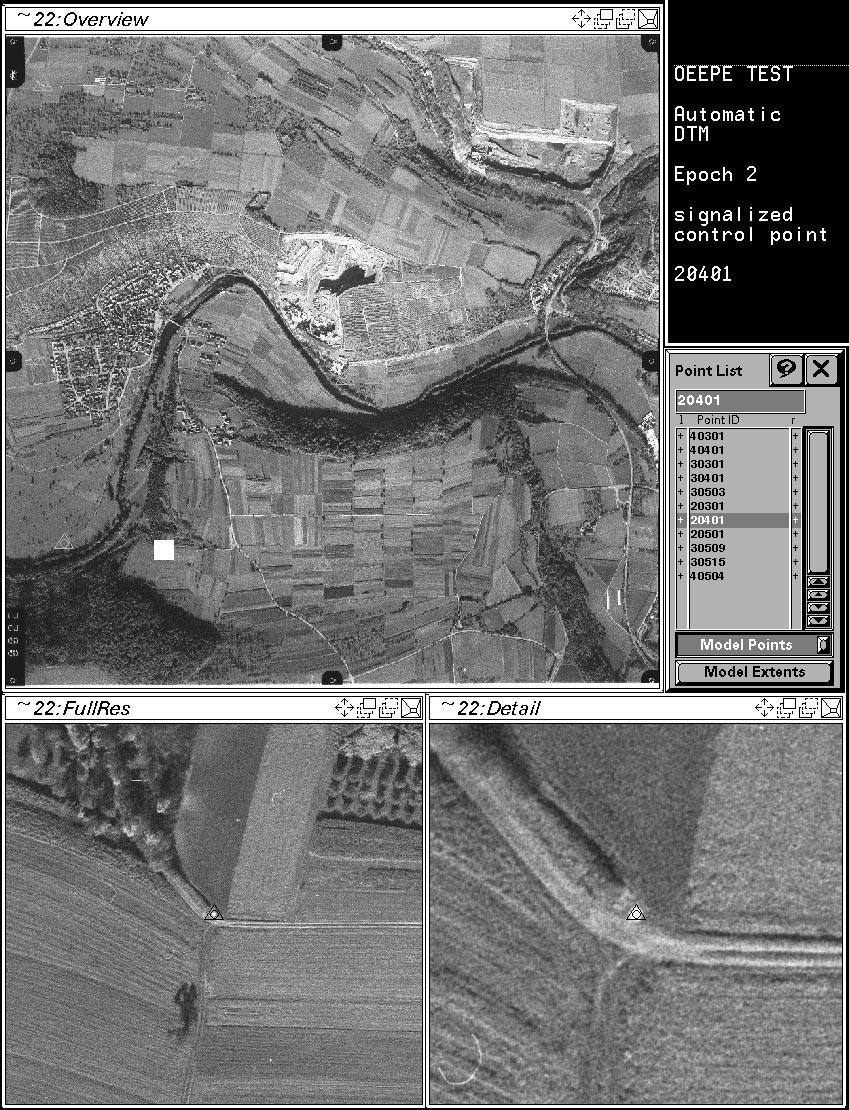 ~22:Overview
OEEPE TEST
Automatic
DTM
Epoch 2
signalized
control point
20401
Point List
20401
l Point ID r
+ 40301 +
+ 40401 +
+ 30301 +
+ 30401 +
+ 30503 +
+ 20301 +
+ 20401 +
+ 20501 +
+ 30509 +
+ 30515 +
+ 40504 +
Model Points
Model Extents
~22:FullRes
~22:Detail